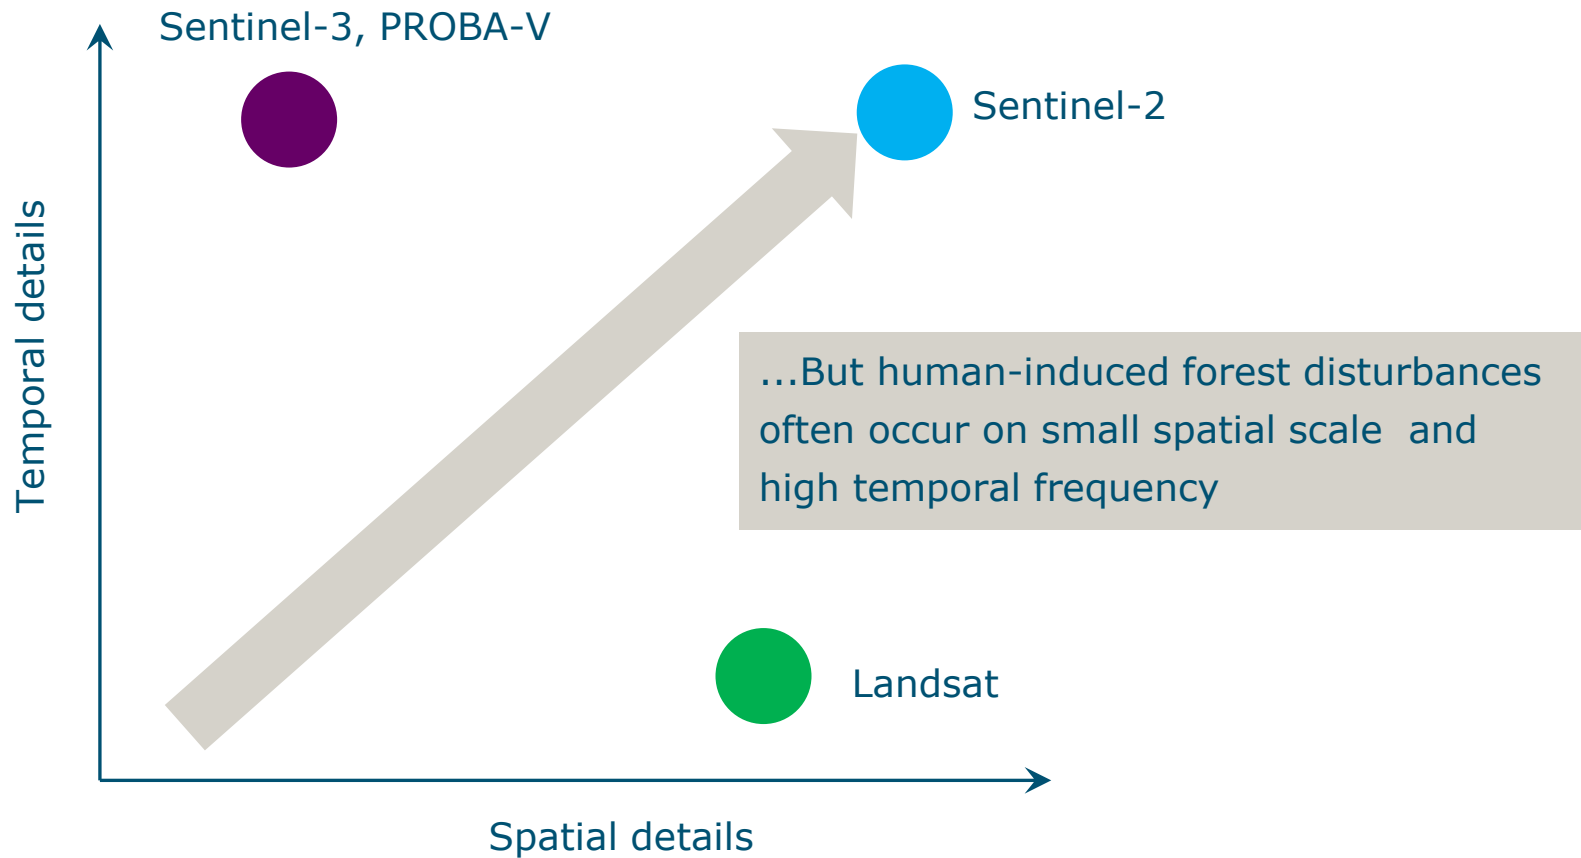 Sentinel-3, PROBA-V
Sentinel-2
Temporal details
...But human-induced forest disturbances
often occur on small spatial scale  and
high temporal frequency
Landsat
Spatial details